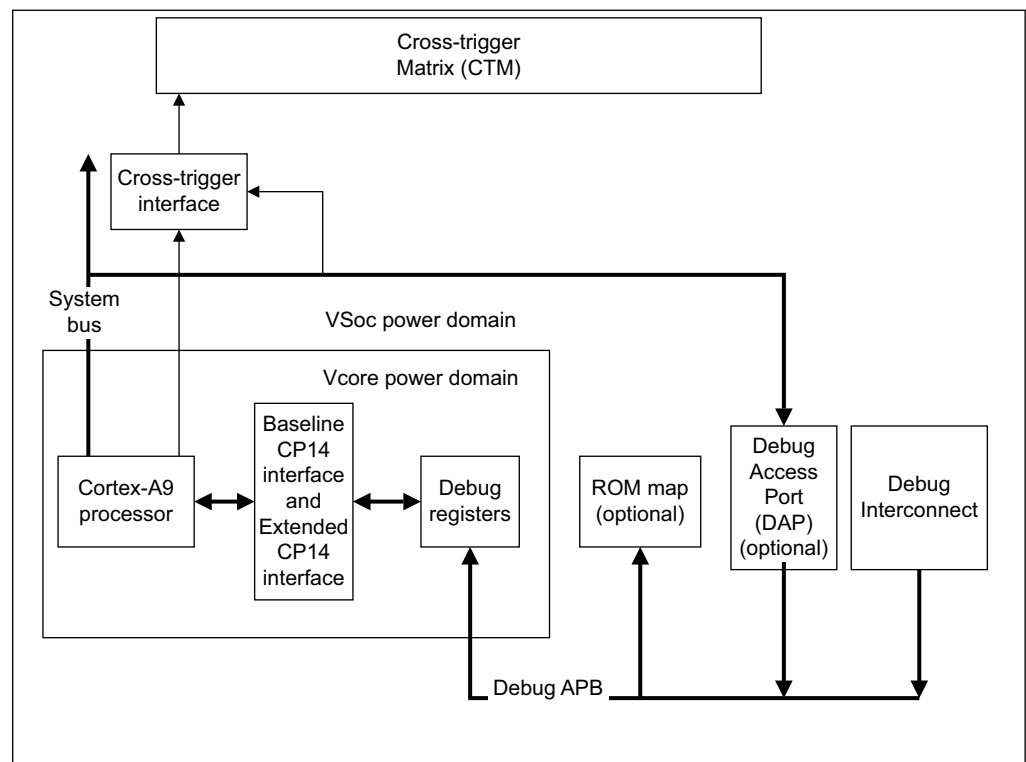 Cross-trigger
Matrix (CTM)
Cross-trigger
interface
System
bus
VSoc power domain
Vcore power domain
Cortex-A9
processor
Baseline
CP14
interface
and
Extended
CP14
interface
Debug
registers
ROM map
(optional)
Debug
Access
Port
(DAP)
(optional)
Debug
Interconnect
Debug APB